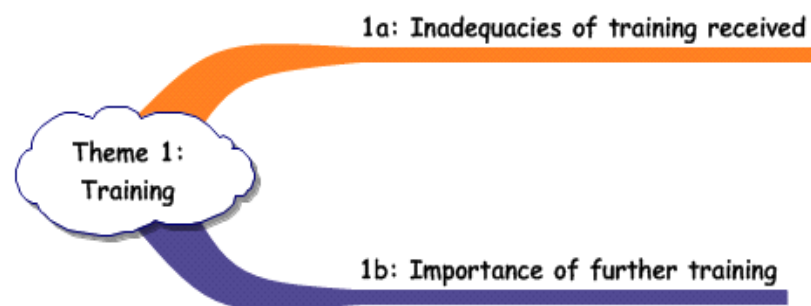 1a: Inadequacies of training received
Theme 1:
Training
1b: Importance of further training